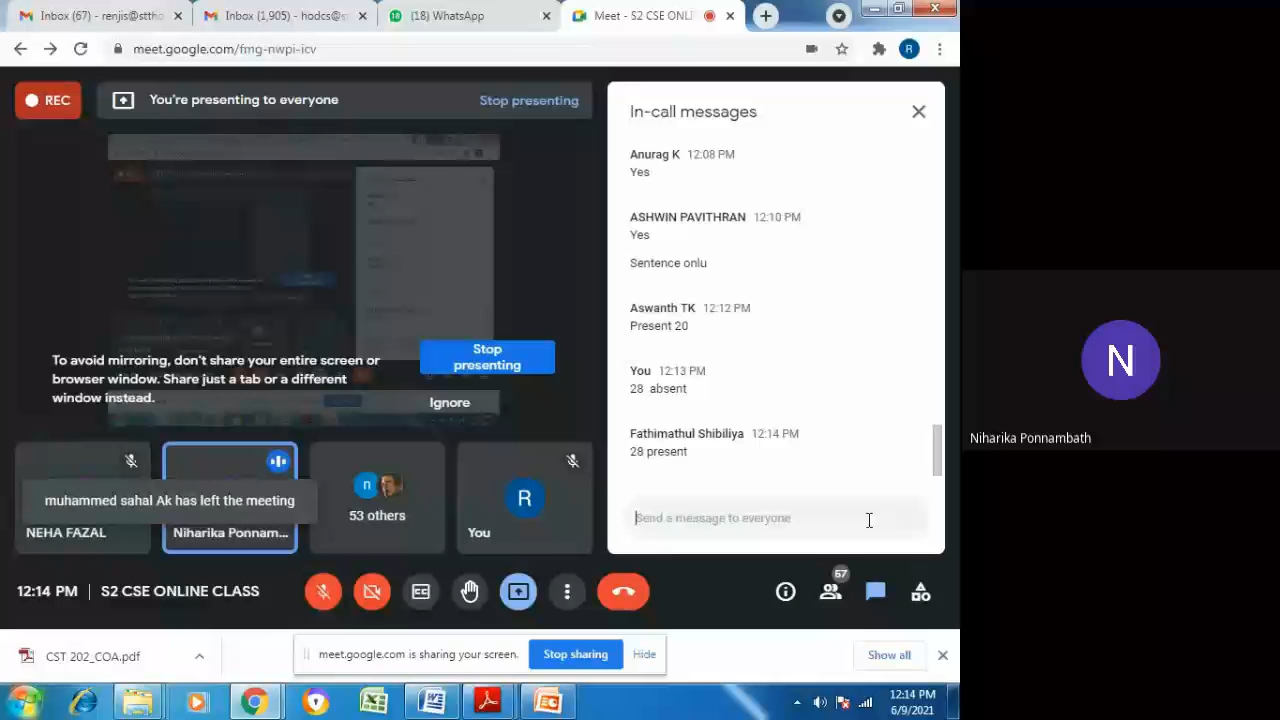 Inbox (67) - renjis@sttho
Inbox (1,905) - hodcs@s
(18) WhatsApp
Meet - S2 CSE ONLI
meet.google.com/fmg-nwpi-icv
R
REC
You're presenting to everyone
Stop presenting
To avoid mirroring, don't share your entire screen or
browser window. Share just a tab or a different
window instead.
Stop
presenting
Ignore
muhammed sahal Ak has left the meeting
NEHA FAZAL
Niharika Ponnam...
n
53 others
R
You
In-call messages
Anurag K 12:08 PM
Yes
ASHWIN PAVITHRAN 12:10 PM
Yes
Sentence onlu
Aswanth TK 12:12 PM
Present 20
You 12:13 PM
28 absent
Fathimathul Shibiliya 12:14 PM
28 present
Send a message to everyone
N
Niharika Ponnambath
12:14 PM | S2 CSE ONLINE CLASS
CC
57
CST 202_COA.pdf
meet.google.com is sharing your screen.
Stop sharing
Hide
Show all
12:14 PM
6/9/2021